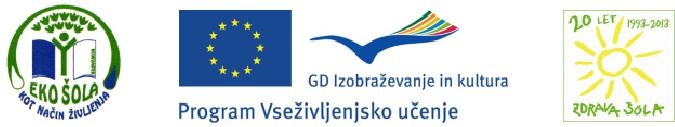 EKO ŠOLA
KOT NAČIN ŽIVLJENJA
GD Izobraževanje in kultura
Program Vseživljenjsko učenje
20 LET 1993-2013
ZDRAVA ŠOLA